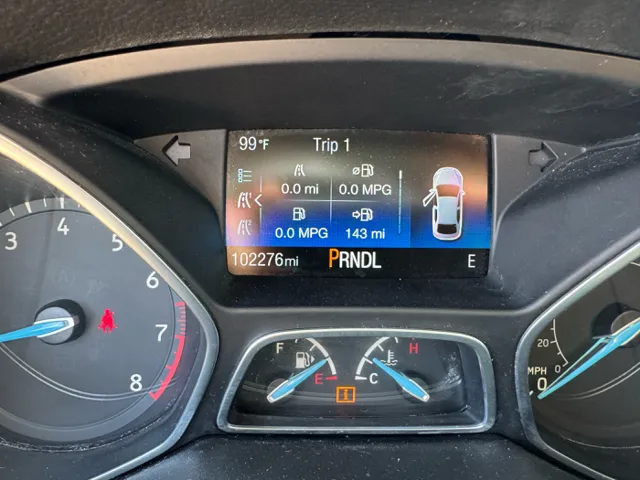 99°F Trip 1
0.0 mi 0.0 MPG
0.0 MPG 143 mi
102276mi PRNDL E
3 4 5 6 7 8
F E
C H
20 0
MPH 0